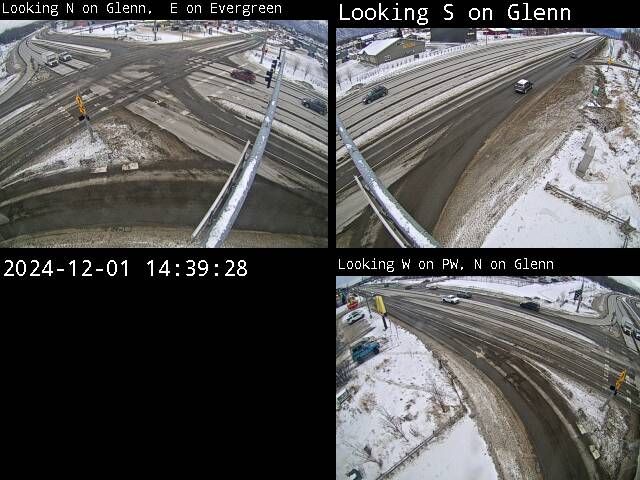 Looking N on Glenn,  E on Evergreen
Looking S on Glenn
2024-12-01 14:39:28
Looking W on PW, N on Glenn